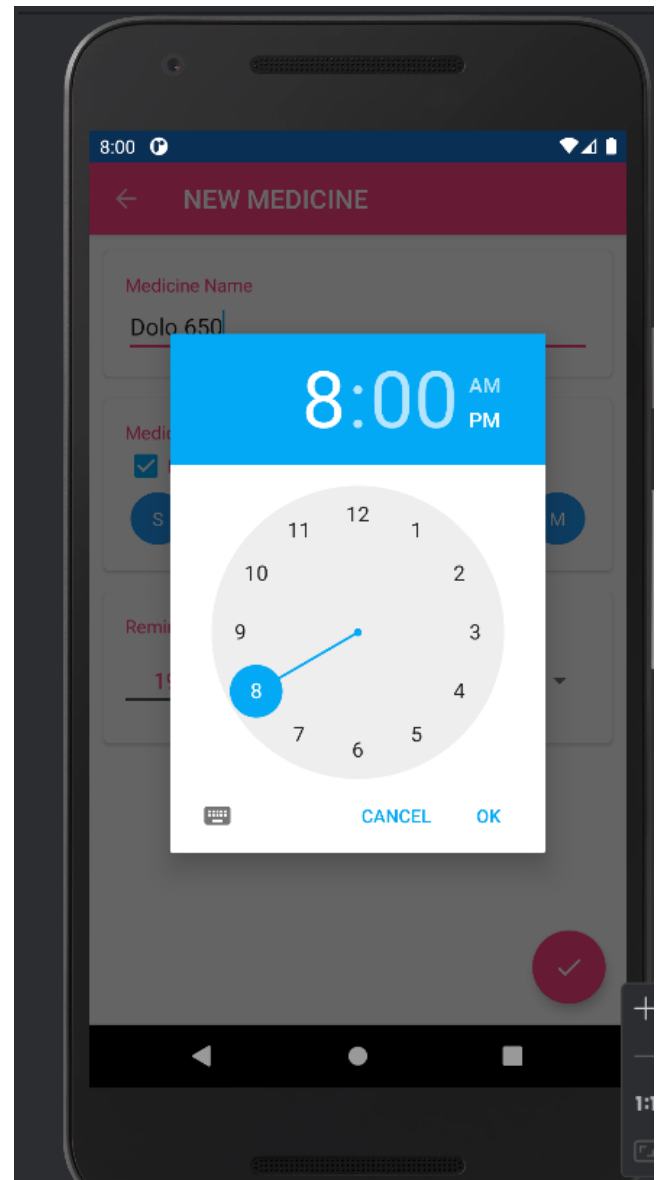 8:00
NEW MEDICINE
Medicine Name
Dolo 650
8:00 AM
PM
S M
12
11 1
10 2
9 3
8 4
7 5
6
CANCEL OK